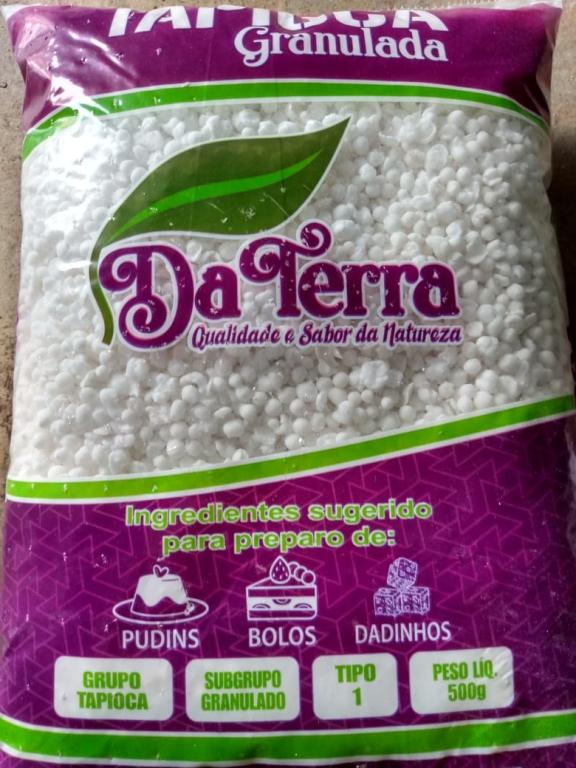 TAPIOCA
Granulada
Da Terra
Qualidade e Sabor da Natureza
Ingredientes sugerido
para preparo de:
PUDINS
BOLOS
DADINHOS
GRUPO
TAPIOCA
SUBGRUPO
GRANULADO
TIPO
1
PESO LÍQ.
500g